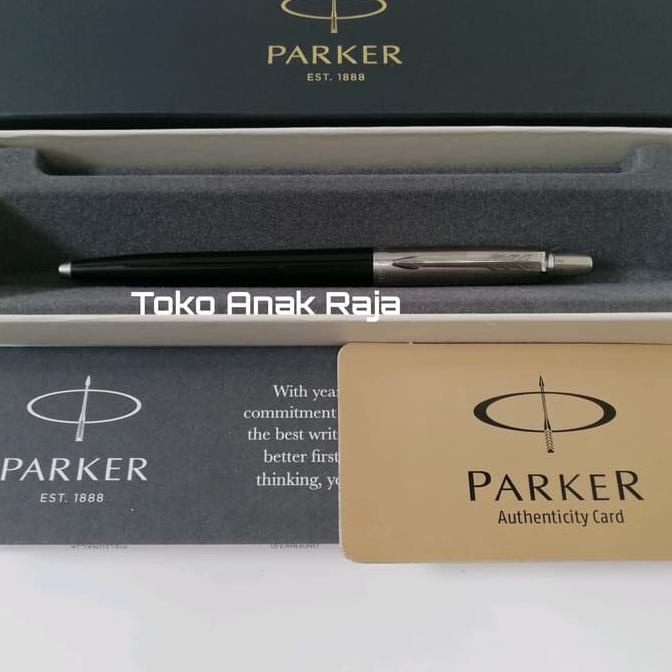 PARKER
EST. 1888
Toko Anak Raja
With yea
commitment
the best writ
better first
thinking, yo
PARKER
EST. 1888
PARKER
Authenticity Card